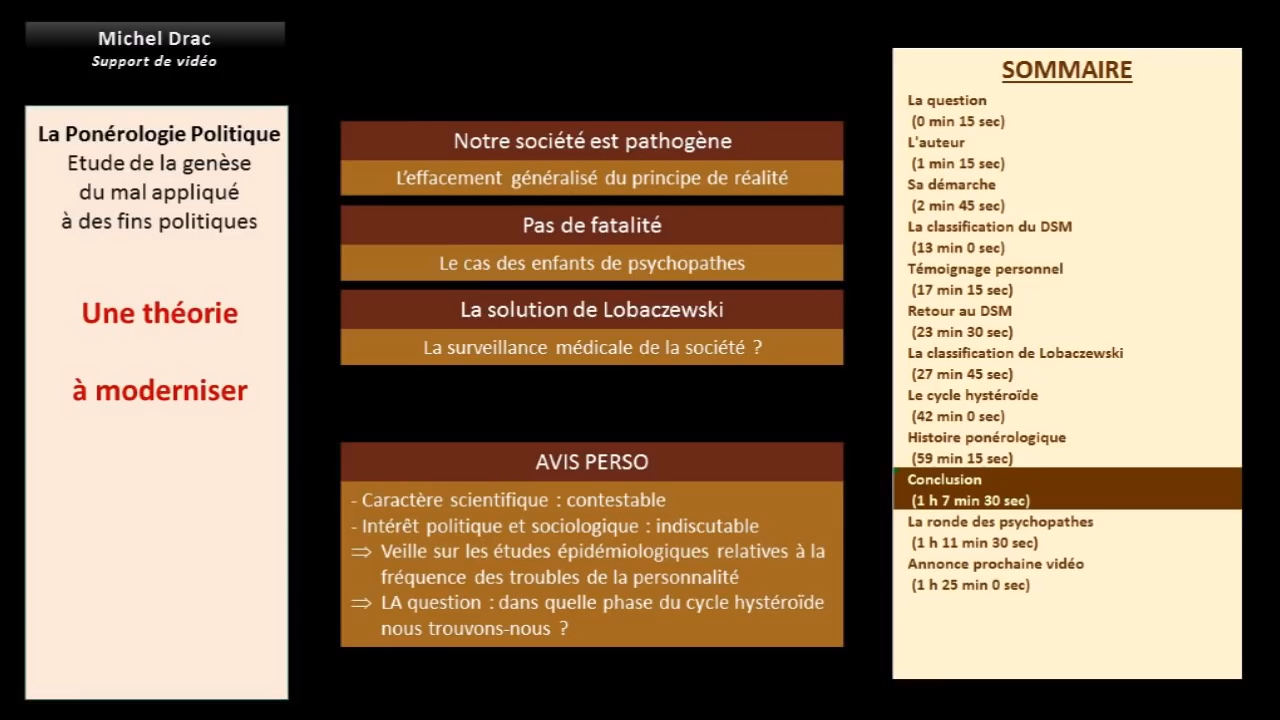 Michel Drac
Support de vidéo
La Ponérologie Politique
Etude de la genèse
du mal appliqué
à des fins politiques
Une théorie
à moderniser
Notre société est pathogène
L'effacement généralisé du principe de réalité
Pas de fatalité
Le cas des enfants de psychopathes
La solution de Lobaczewski
La surveillance médicale de la société ?
AVIS PERSO
- Caractère scientifique : contestable
- Intérêt politique et sociologique : indiscutable
⇒ Veille sur les études épidémiologiques relatives à la
fréquence des troubles de la personnalité
⇒ LA question : dans quelle phase du cycle hystéroïde
nous trouvons-nous ?
SOMMAIRE
La question
(0 min 15 sec)
L'auteur
(1 min 15 sec)
Sa démarche
(2 min 45 sec)
La classification du DSM
(13 min 0 sec)
Témoignage personnel
(17 min 15 sec)
Retour au DSM
(23 min 30 sec)
La classification de Lobaczewski
(27 min 45 sec)
Le cycle hystéroïde
(42 min 0 sec)
Histoire ponérologique
(59 min 15 sec)
Conclusion
(1 h 7 min 30 sec)
La ronde des psychopathes
(1 h 11 min 30 sec)
Annonce prochaine vidéo
(1 h 25 min 0 sec)